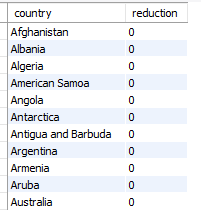 country reduction
Afghanistan 0
Albania 0
Algeria 0
American Samoa 0
Angola 0
Antarctica 0
Antigua and Barbuda 0
Argentina 0
Armenia 0
Aruba 0
Australia 0